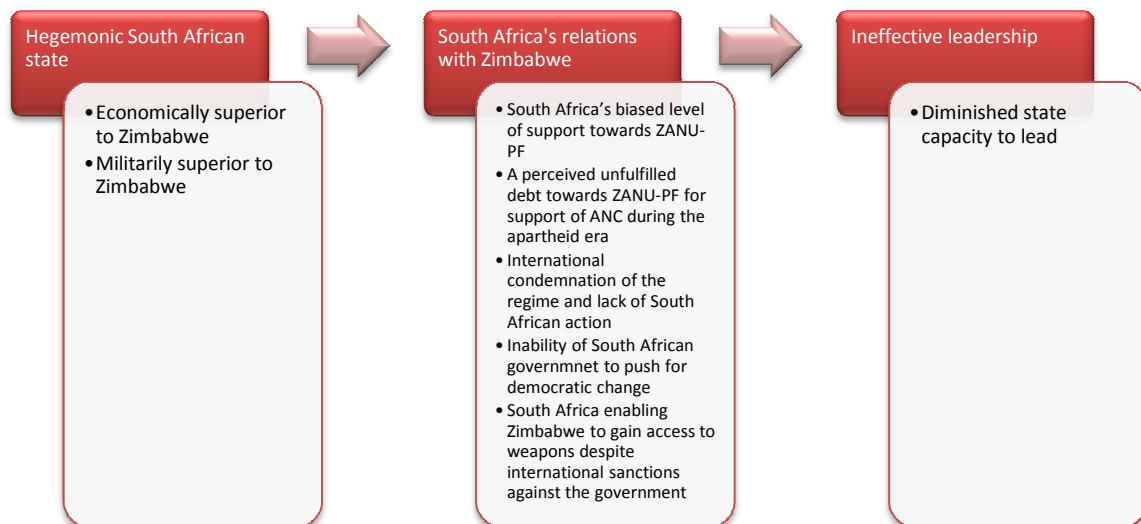 Hegemonic South African
state
• Economically superior
to Zimbabwe
• Militarily superior to
Zimbabwe
South Africa's relations
with Zimbabwe
• South Africa’s biased level
of support towards ZANU-
PF
• A perceived unfulfilled
debt towards ZANU-PF for
support of ANC during the
apartheid era
• International
condemnation of the
regime and lack of South
African action
• Inability of South African
governmnet to push for
democratic change
• South Africa enabling
Zimbabwe to gain access to
weapons despite
international sanctions
against the government
Ineffective leadership
• Diminished state
capacity to lead